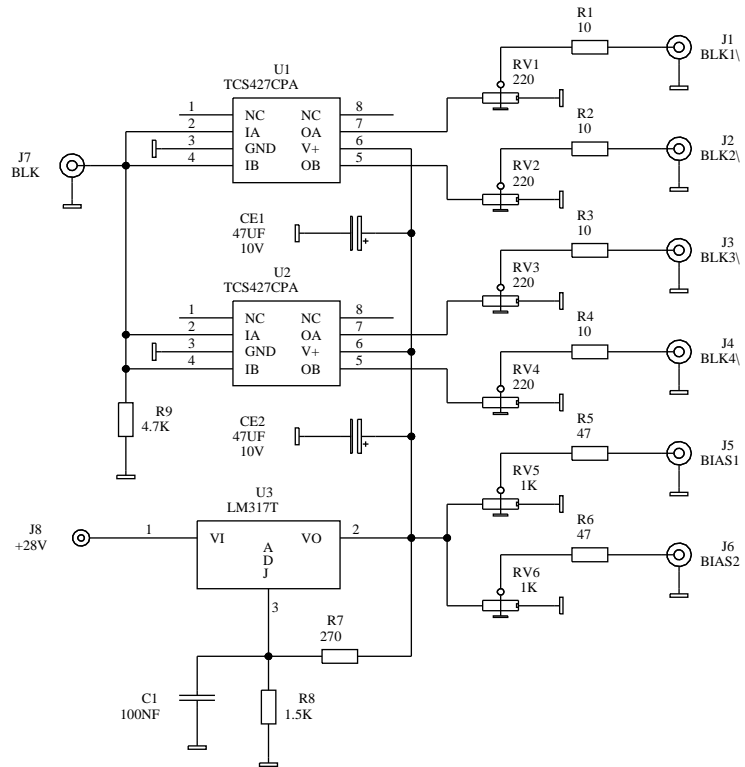 R1
10
J1
BLK1\
RV1
220
U1
TCS427CPA
1 NC NC 8
2 IA OA 7
3 GND V+ 6
4 IB OB 5
J7
BLK
R2
10
J2
BLK2\
RV2
220
CE1
47UF
10V
+
R3
10
J3
BLK3\
RV3
220
U2
TCS427CPA
1 NC NC 8
2 IA OA 7
3 GND V+ 6
4 IB OB 5
R4
10
J4
BLK4\
RV4
220
R9
4.7K
CE2
47UF
10V
+
R5
47
J5
BIAS1
RV5
1K
U3
LM317T
J8
+28V
1 VI VO 2
A
D
J
3
R6
47
J6
BIAS2
RV6
1K
R7
270
C1
100NF
R8
1.5K